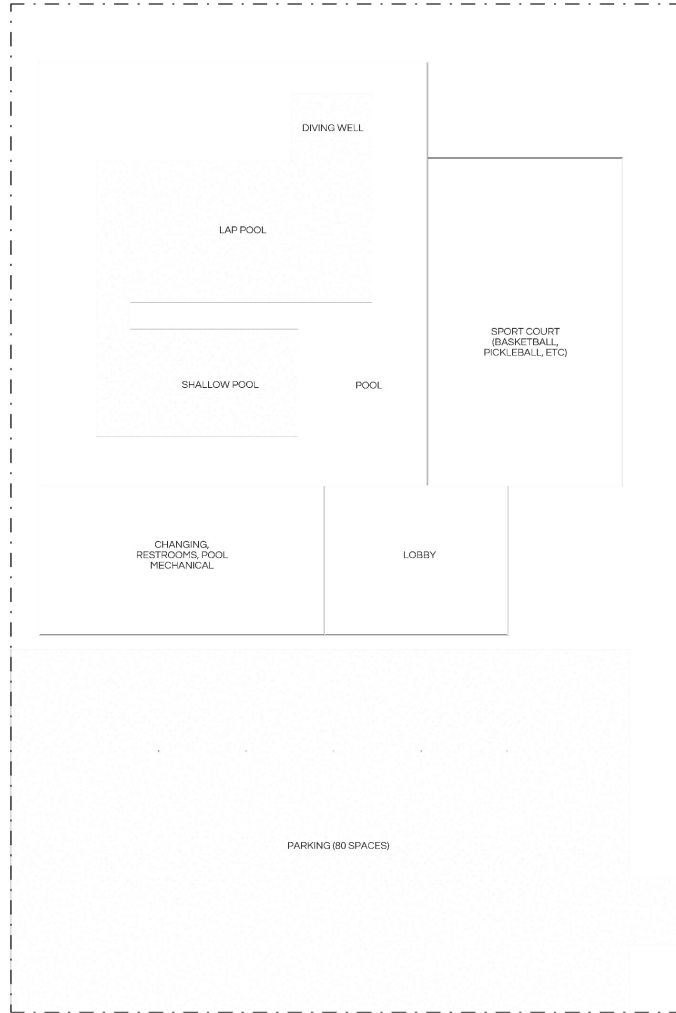 DIVING WELL
LAP POOL
SPORT COURT
(BASKETBALL,
PICKLEBALL, ETC)
SHALLOW POOL
POOL
CHANGING,
RESTROOMS, POOL
MECHANICAL
LOBBY
PARKING (80 SPACES)